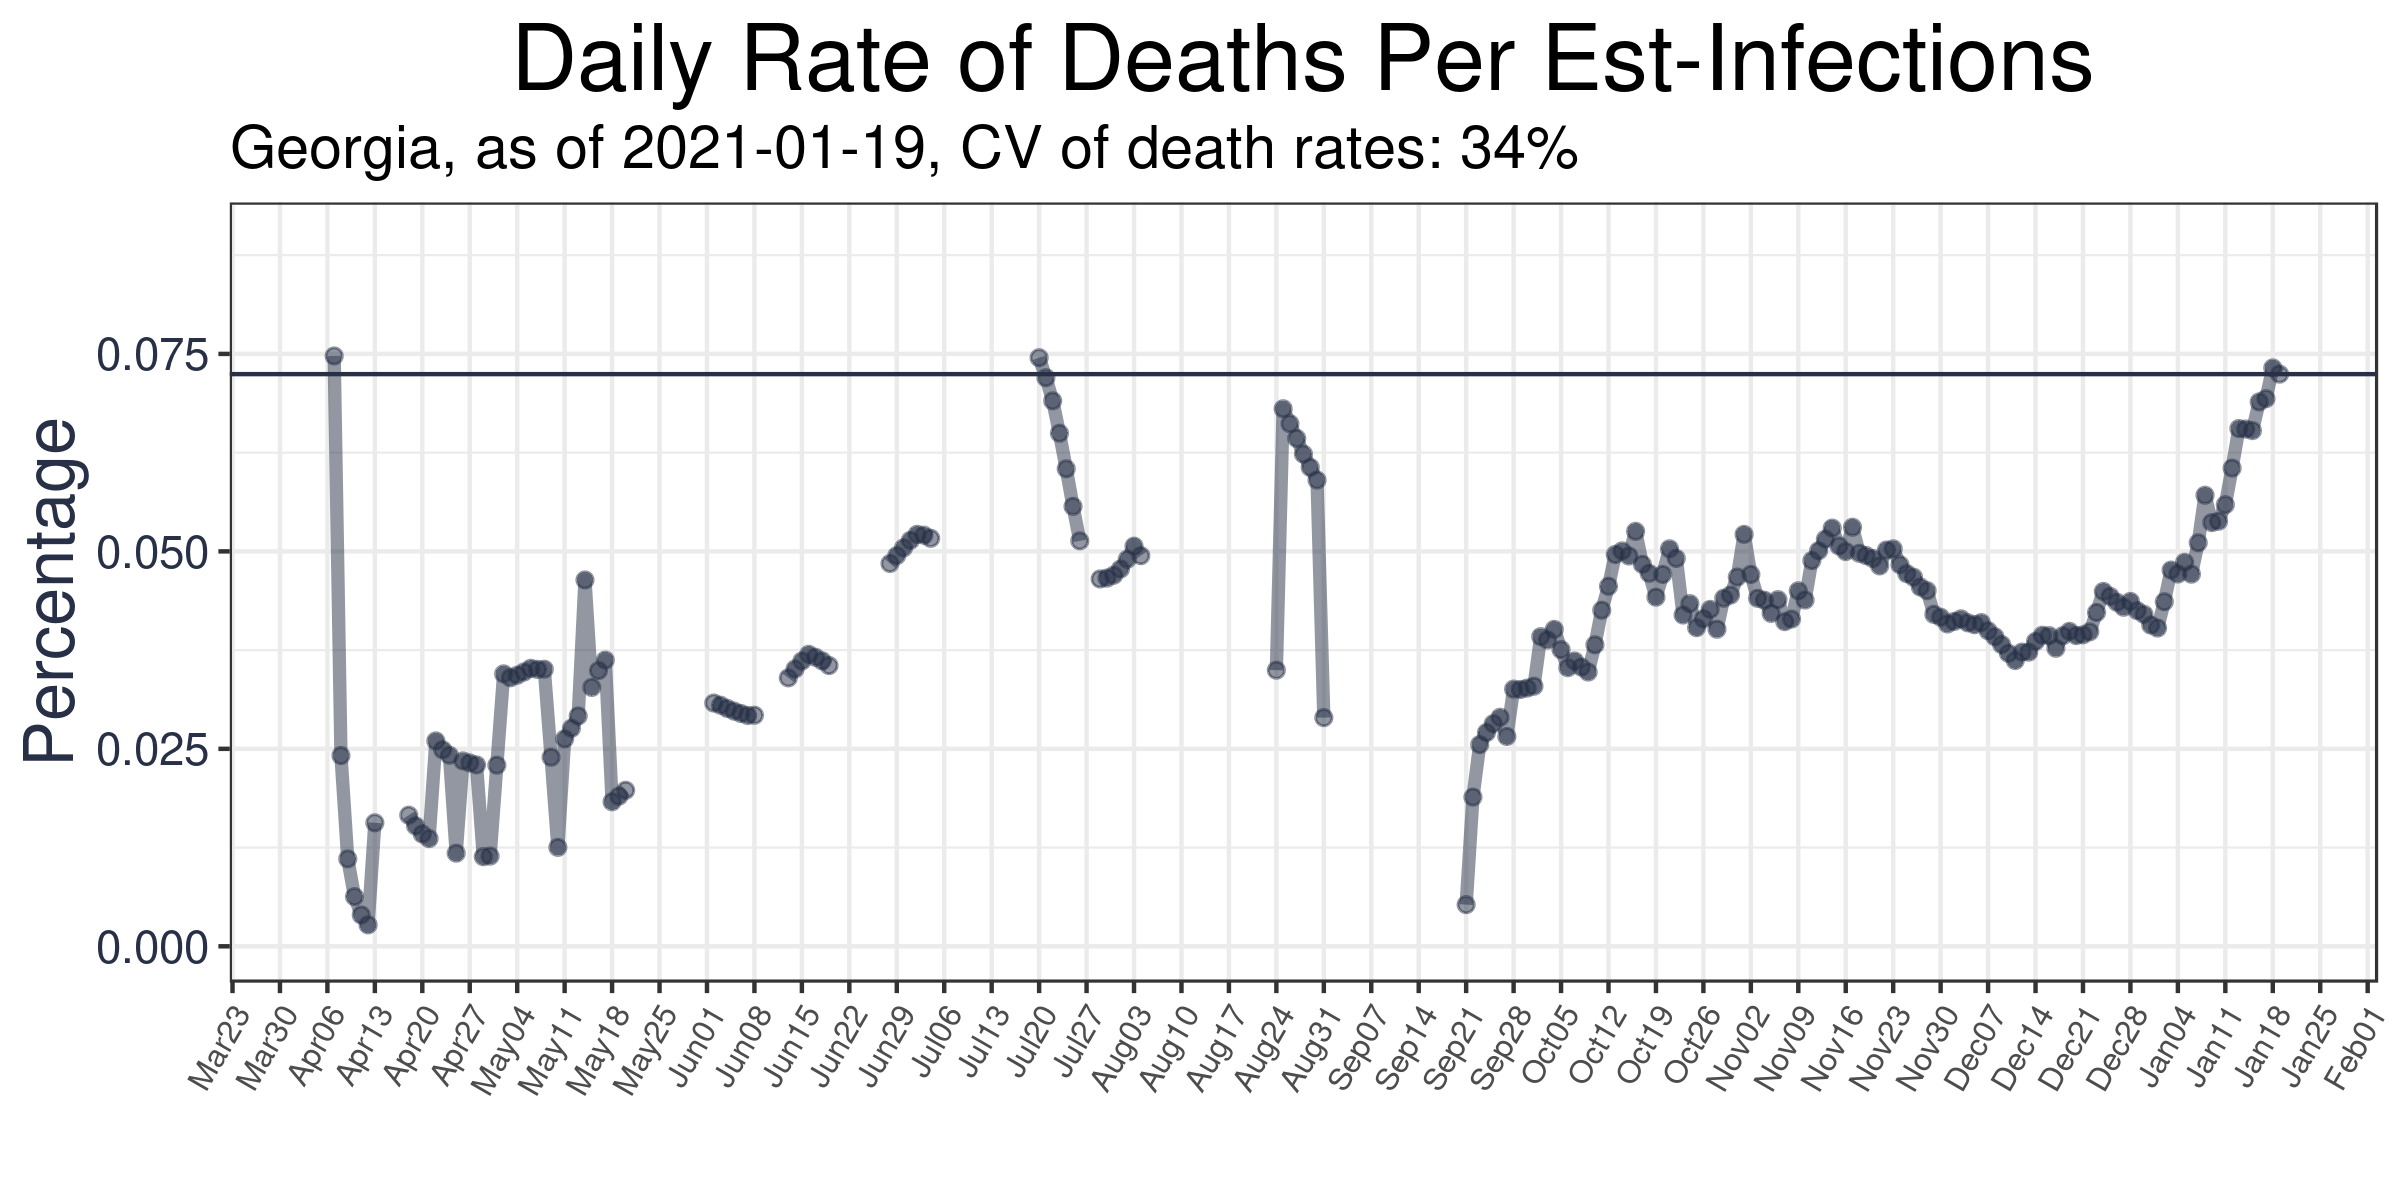 Daily Rate of Deaths Per Est-Infections
Georgia, as of 2021-01-19, CV of death rates: 34%
Percentage
0.075
0.050
0.025
0.000
Mar23
Mar30
Apr06
Apr13
Apr20
Apr27
May04
May11
May18
May25
Jun01
Jun08
Jun15
Jun22
Jun29
Jul06
Jul13
Jul20
Jul27
Aug03
Aug10
Aug17
Aug24
Aug31
Sep07
Sep14
Sep21
Sep28
Oct05
Oct12
Oct19
Oct26
Nov02
Nov09
Nov16
Nov23
Nov30
Dec07
Dec14
Dec21
Dec28
Jan04
Jan11
Jan18
Jan25
Feb01